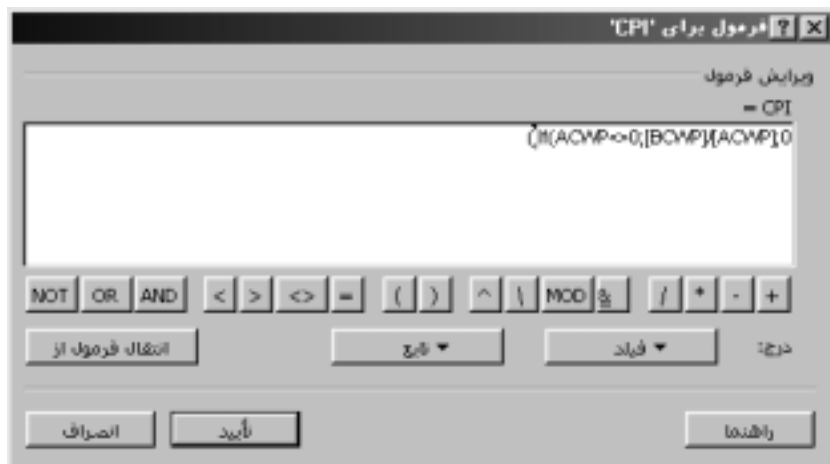 فرمول برای 'CPI'
ویرایش فرمول
= CPI
(If(ACWP<>0;[BCWP]/[ACWP];0
NOT OR AND < > <> = ( ) ^ \ MOD & / * - +
درج: فیلد تابع انتقال فرمول از
راهنما تأیید انصراف